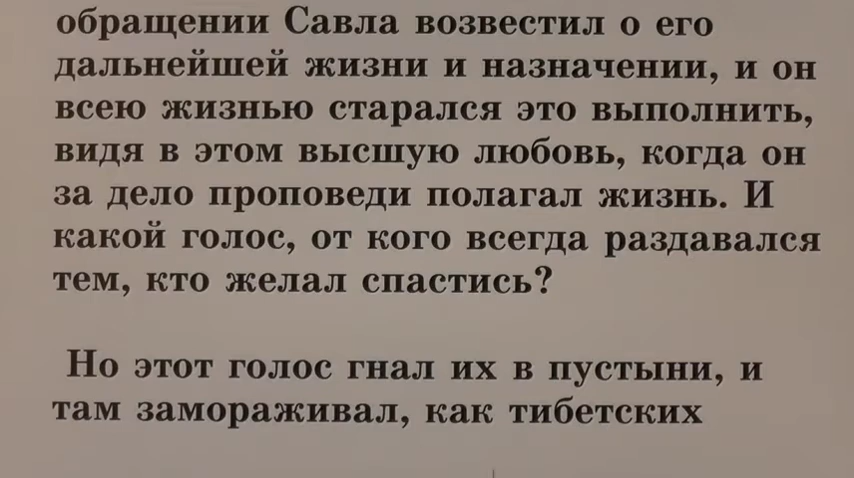 обращении Савла возвестил о его
дальнейшей жизни и назначении, и он
всею жизнью старался это выполнить,
видя в этом высшую любовь, когда он
за дело проповеди полагал жизнь. И
какой голос, от кого всегда раздавался
тем, кто желал спастись?
Но этот голос гнал их в пустыни, и
там замораживал, как тибетских